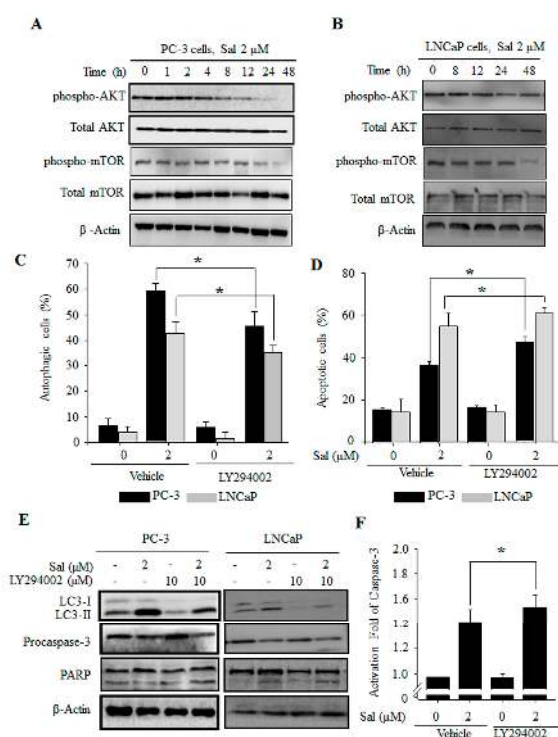 A
PC-3 cells, Sal 2 µM
Time (h) 0 1 2 4 8 12 24 48
phospho-AKT
Total AKT
phospho-mTOR
Total mTOR
β -Actin
B
LNCaP cells, Sal 2 µM
Time (h) 0 8 12 24 48
phospho-AKT
Total AKT
phospho-mTOR
Total mTOR
β-Actin
C
Autophagic cells (%)
70
60
50
40
30
20
10
0
*
*
0 2 0 2
Vehicle LY294002
PC-3 LNCaP
D
Apoptotic cells (%)
80
60
40
20
0
*
*
Sal (µM) 0 2 0 2
Vehicle LY294002
PC-3 LNCaP
E
PC-3 LNCaP
Sal (µM) - 2 - 2 - 2 - 2
LY294002 (µM) - - 10 10 - - 10 10
LC3-I
LC3-II
Procaspase-3
PARP
β-Actin
F
Activation Fold of Caspase-3
2.0
1.8
1.6
1.4
1.2
1.0
0
*
Sal (µM) 0 2 0 2
Vehicle LY294002